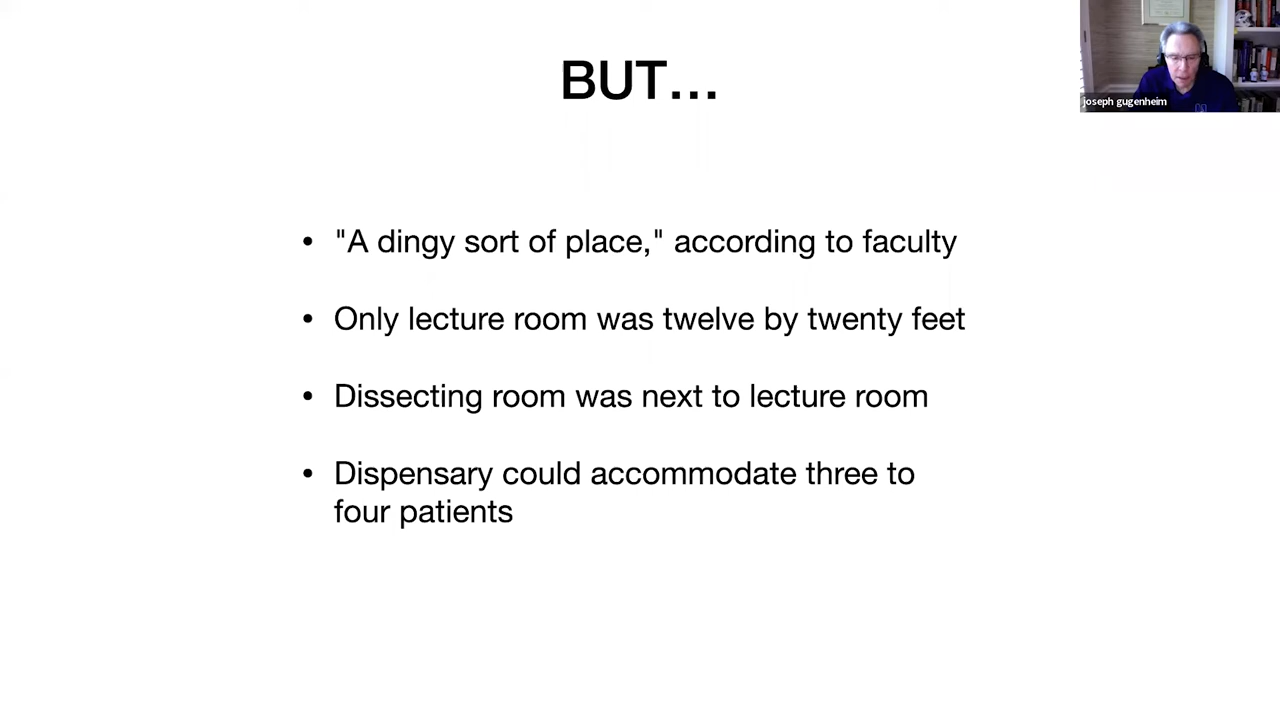 BUT...
joseph gugenheim
• "A dingy sort of place," according to faculty
• Only lecture room was twelve by twenty feet
• Dissecting room was next to lecture room
• Dispensary could accommodate three to
four patients